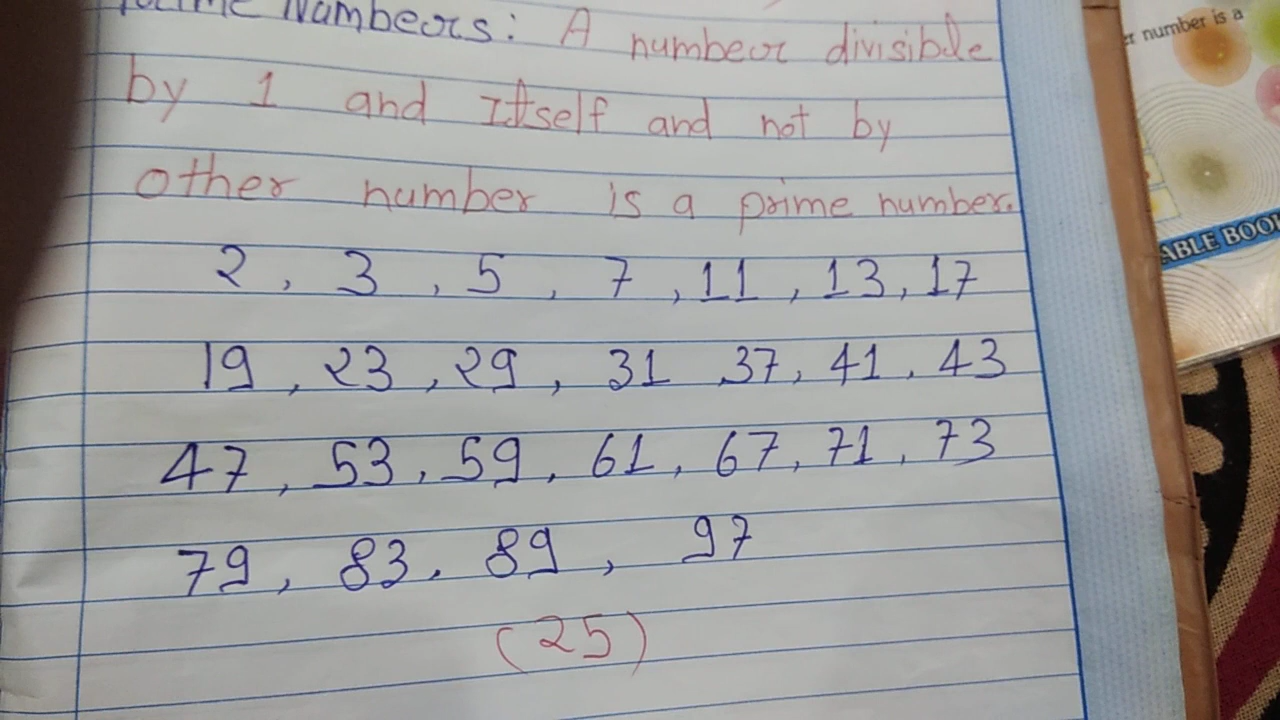 Prime Numbers: A number divisible
by 1 and Itself and not by
other number is a prime number.
2, 3, 5, 7, 11, 13, 17
19, 23, 29, 31 37, 41, 43
47, 53, 59, 61, 67, 71, 73
79, 83, 89, 97
(25)
number is a
ABLE BOO